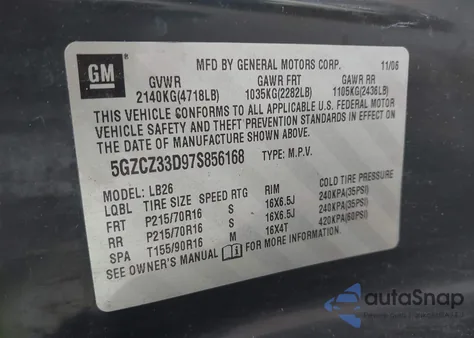 GM
MFD BY GENERAL MOTORS CORP. 11/06
GVWR GAWR FRT GAWR RR
2140KG(4718LB) 1035KG(2282LB) 1105KG(2436LB)
THIS VEHICLE CONFORMS TO ALL APPLICABLE U.S. FEDERAL MOTOR
VEHICLE SAFETY AND THEFT PREVENTION STANDARDS IN EFFECT ON
THE DATE OF MANUFACTURE SHOWN ABOVE.
5GZCZ33D97S856168 TYPE: M.P.V.
MODEL: LB26
LQBL TIRE SIZE SPEED RTG RIM COLD TIRE PRESSURE
FRT P215/70R16 S 16X6.5J 240KPA(35PSI)
RR P215/70R16 S 16X6.5J 240KPA(35PSI)
SPA T155/90R16 M 16X4T 420KPA(60PSI)
SEE OWNER'S MANUAL FOR MORE INFORMATION.
autoSnap